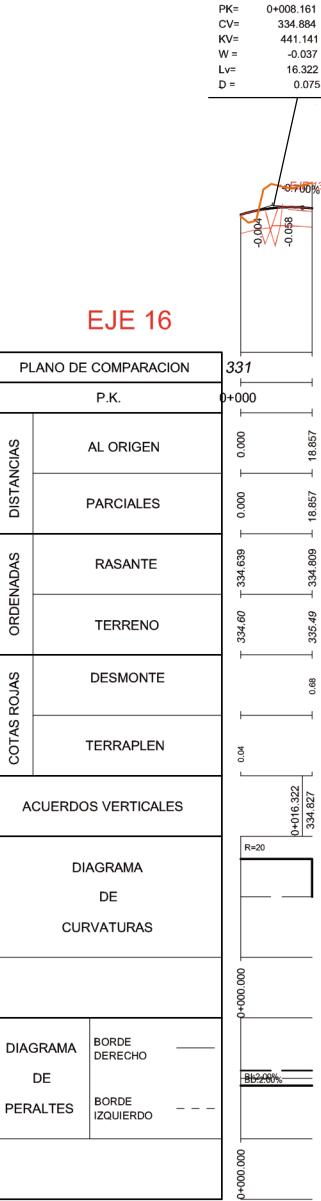 PK= 0+008.161
CV= 334.884
KV= 441.141
W = -0.037
Lv= 16.322
D = 0.075
-0.700%
-0.004
-0.058
EJE 16
PLANO DE COMPARACION 331
P.K. 0+000
DISTANCIAS
AL ORIGEN 0.000 18.857
PARCIALES 0.000 18.857
ORDENADAS
RASANTE 334.639 334.809
TERRENO 334.60 335.49
COTAS ROJAS
DESMONTE 0.68
TERRAPLEN 0.04
ACUERDOS VERTICALES 0+016.322 334.827
DIAGRAMA
DE
CURVATURAS
R=20
0+000.000
DIAGRAMA
DE
PERALTES
BORDE
DERECHO
BORDE
IZQUIERDO
BD:2.00%
0+000.000